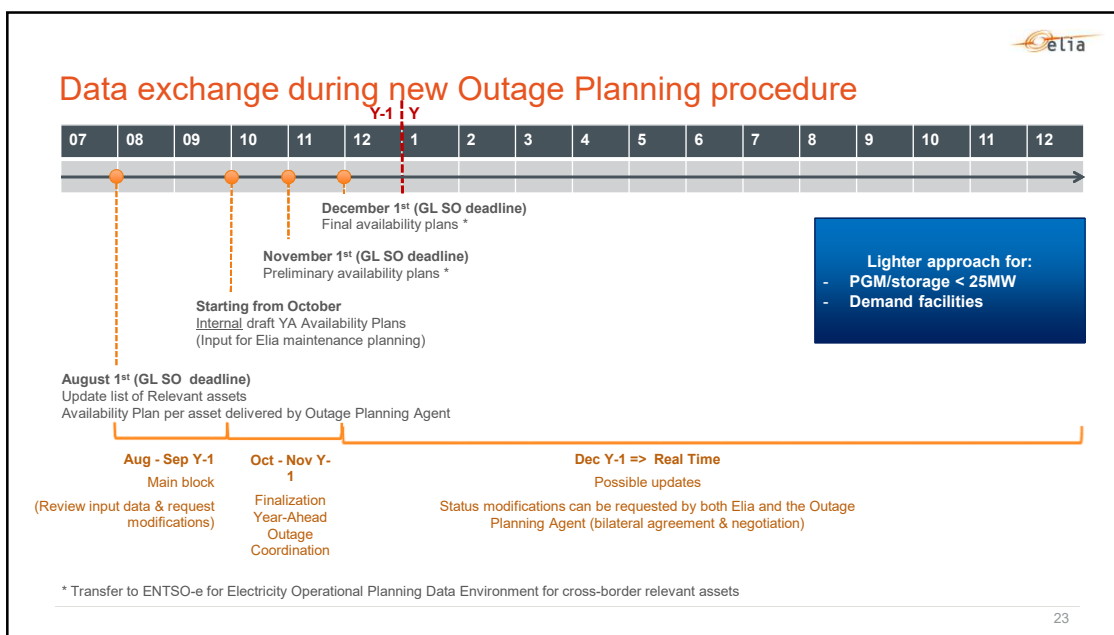 elia
Data exchange during new Outage Planning procedure
Y-1 Y
07 08 09 10 11 12 1 2 3 4 5 6 7 8 9 10 11 12
December 1st (GL SO deadline)
Final availability plans *
November 1st (GL SO deadline)
Preliminary availability plans *
Starting from October
Internal draft YA Availability Plans
(Input for Elia maintenance planning)
August 1st (GL SO deadline)
Update list of Relevant assets
Availability Plan per asset delivered by Outage Planning Agent
Lighter approach for:
- PGM/storage < 25MW
- Demand facilities
Aug - Sep Y-1
Main block
(Review input data & request
modifications)
Oct - Nov Y-
1
Finalization
Year-Ahead
Outage
Coordination
Dec Y-1 => Real Time
Possible updates
Status modifications can be requested by both Elia and the Outage
Planning Agent (bilateral agreement & negotiation)
* Transfer to ENTSO-e for Electricity Operational Planning Data Environment for cross-border relevant assets
23